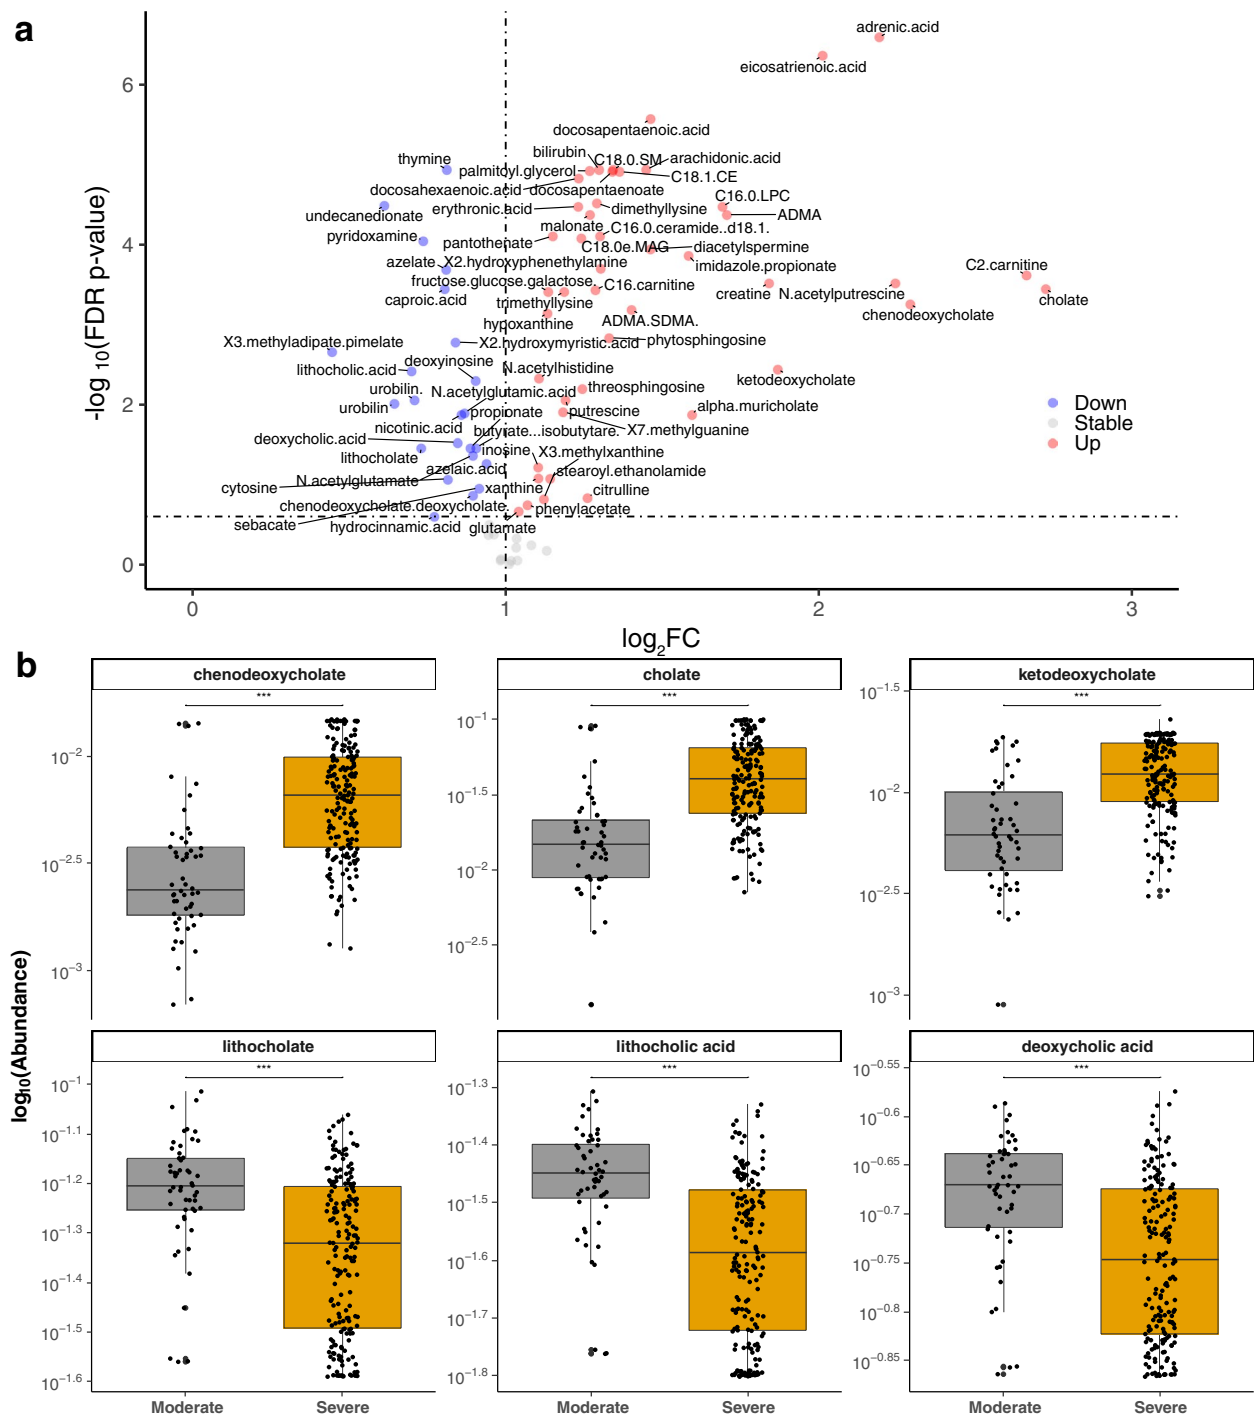 a
adrenic.acid
eicosatrienoic.acid
6
docosapentaenoic.acid
bilirubin
C18.0.SM
arachidonic.acid
thymine
palmitoyl.glycerol
C18.1.CE
docosahexaenoic.acid
docosapentaenoate
C16.0.LPC
undecanedionate
erythronic.acid
dimethyllysine
ADMA
malonate
C16.0.ceramide..d18.1.
4
pyridoxamine
pantothenate
C18.0e.MAG
diacetylspermine
azelate
X2.hydroxyphenethylamine
imidazole.propionate
C2.carnitine
fructose.glucose.galactose.
C16.carnitine
creatine
N.acetylputrescine
cholate
caproic.acid
trimethyllysine
chenodeoxycholate
hypoxanthine
ADMA.SDMA.
X3.methyladipate.pimelate
X2.hydroxymyristic.acid
phytosphingosine
deoxyinosine
lithocholic.acid
N.acetylhistidine
ketodeoxycholate
urobilin.
N.acetylglutamic.acid
threosphingosine
2
urobilin
propionate
putrescine
alpha.muricholate
nicotinic.acid
butyrate...isobutytare.
X7.methylguanine
deoxycholic.acid
lithocholate
inosine
X3.methylxanthine
azelaic.acid
stearoyl.ethanolamide
cytosine
N.acetylglutamate
xanthine
citrulline
chenodeoxycholate.deoxycholate.
phenylacetate
sebacate
hydrocinnamic.acid
glutamate
0
-log 10(FDR p-value)
Down
Stable
Up
0 1 2 3
log2FC
b
chenodeoxycholate
cholate
ketodeoxycholate
***
***
***
10^-2
10^-2.5
10^-3
10^-1
10^-1.5
10^-2
10^-2.5
10^-1.5
10^-2
10^-2.5
10^-3
log10(Abundance)
lithocholate
lithocholic acid
deoxycholic acid
***
***
***
10^-1
10^-1.1
10^-1.2
10^-1.3
10^-1.4
10^-1.5
10^-1.6
10^-1.3
10^-1.4
10^-1.5
10^-1.6
10^-1.7
10^-1.8
10^-0.55
10^-0.6
10^-0.65
10^-0.7
10^-0.75
10^-0.8
10^-0.85
Moderate Severe
Moderate Severe
Moderate Severe